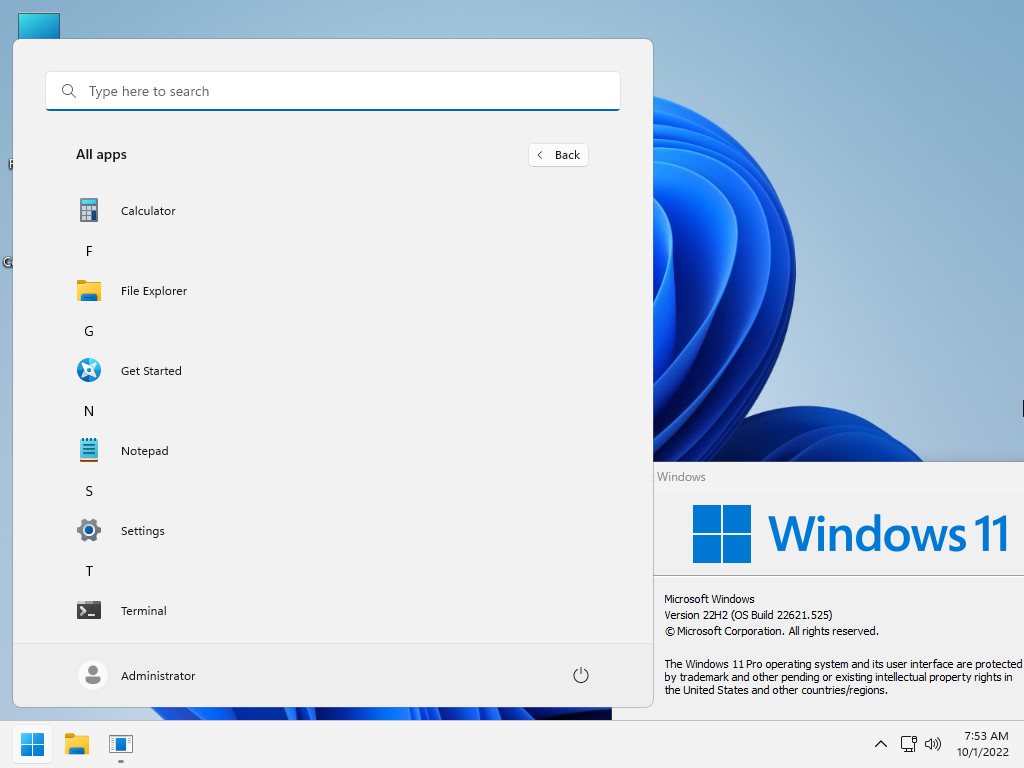 Type here to search
All apps
Back
Calculator
F
File Explorer
G
Get Started
N
Notepad
S
Settings
T
Terminal
Administrator
Windows
Windows 11
Microsoft Windows
Version 22H2 (OS Build 22621.525)
© Microsoft Corporation. All rights reserved.
The Windows 11 Pro operating system and its user interface are protected
by trademark and other pending or existing intellectual property rights in
the United States and other countries/regions.
7:53 AM
10/1/2022